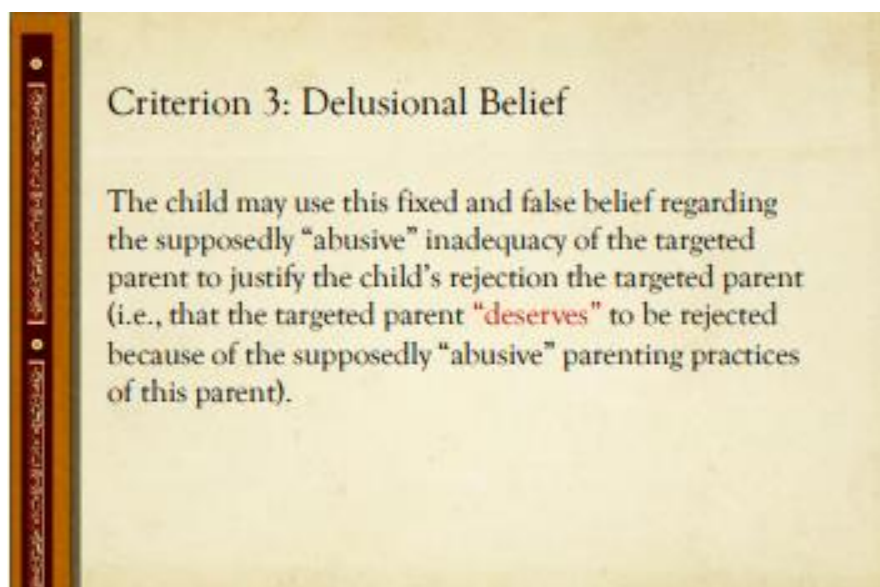 Criterion 3: Delusional Belief
The child may use this fixed and false belief regarding
the supposedly “abusive” inadequacy of the targeted
parent to justify the child’s rejection the targeted parent
(i.e., that the targeted parent “deserves” to be rejected
because of the supposedly “abusive” parenting practices
of this parent).